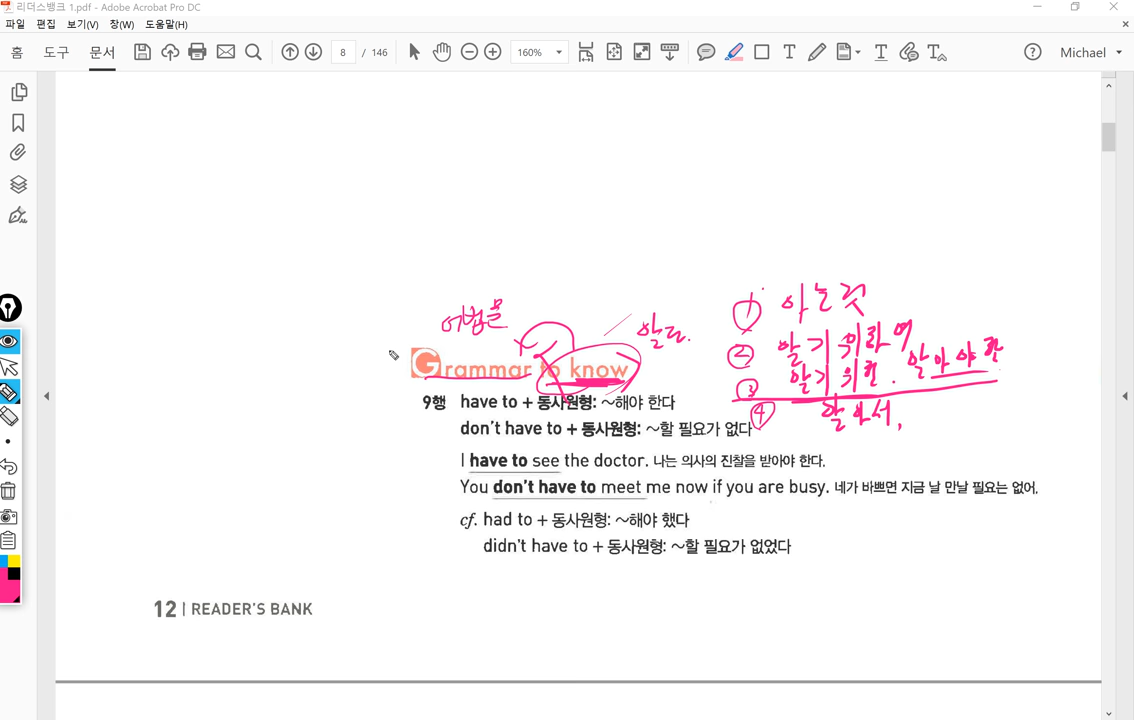 리더스뱅크 1.pdf - Adobe Acrobat Pro DC
파일 편집 보기(V) 창(W) 도움말(H)
홈 도구 문서 8 / 146 160% Michael
① 아는 것
어법을 알다.
② 알기 위하여
Grammar to know
③ 알기 위한. 알아야 한
9행 have to + 동사원형: ~해야 한다
④ 알아서,
don't have to + 동사원형: ~할 필요가 없다
I have to see the doctor. 나는 의사의 진찰을 받아야 한다.
You don't have to meet me now if you are busy. 네가 바쁘면 지금 날 만날 필요는 없어.
cf. had to + 동사원형: ~해야 했다
didn't have to + 동사원형: ~할 필요가 없었다
12 | READER'S BANK